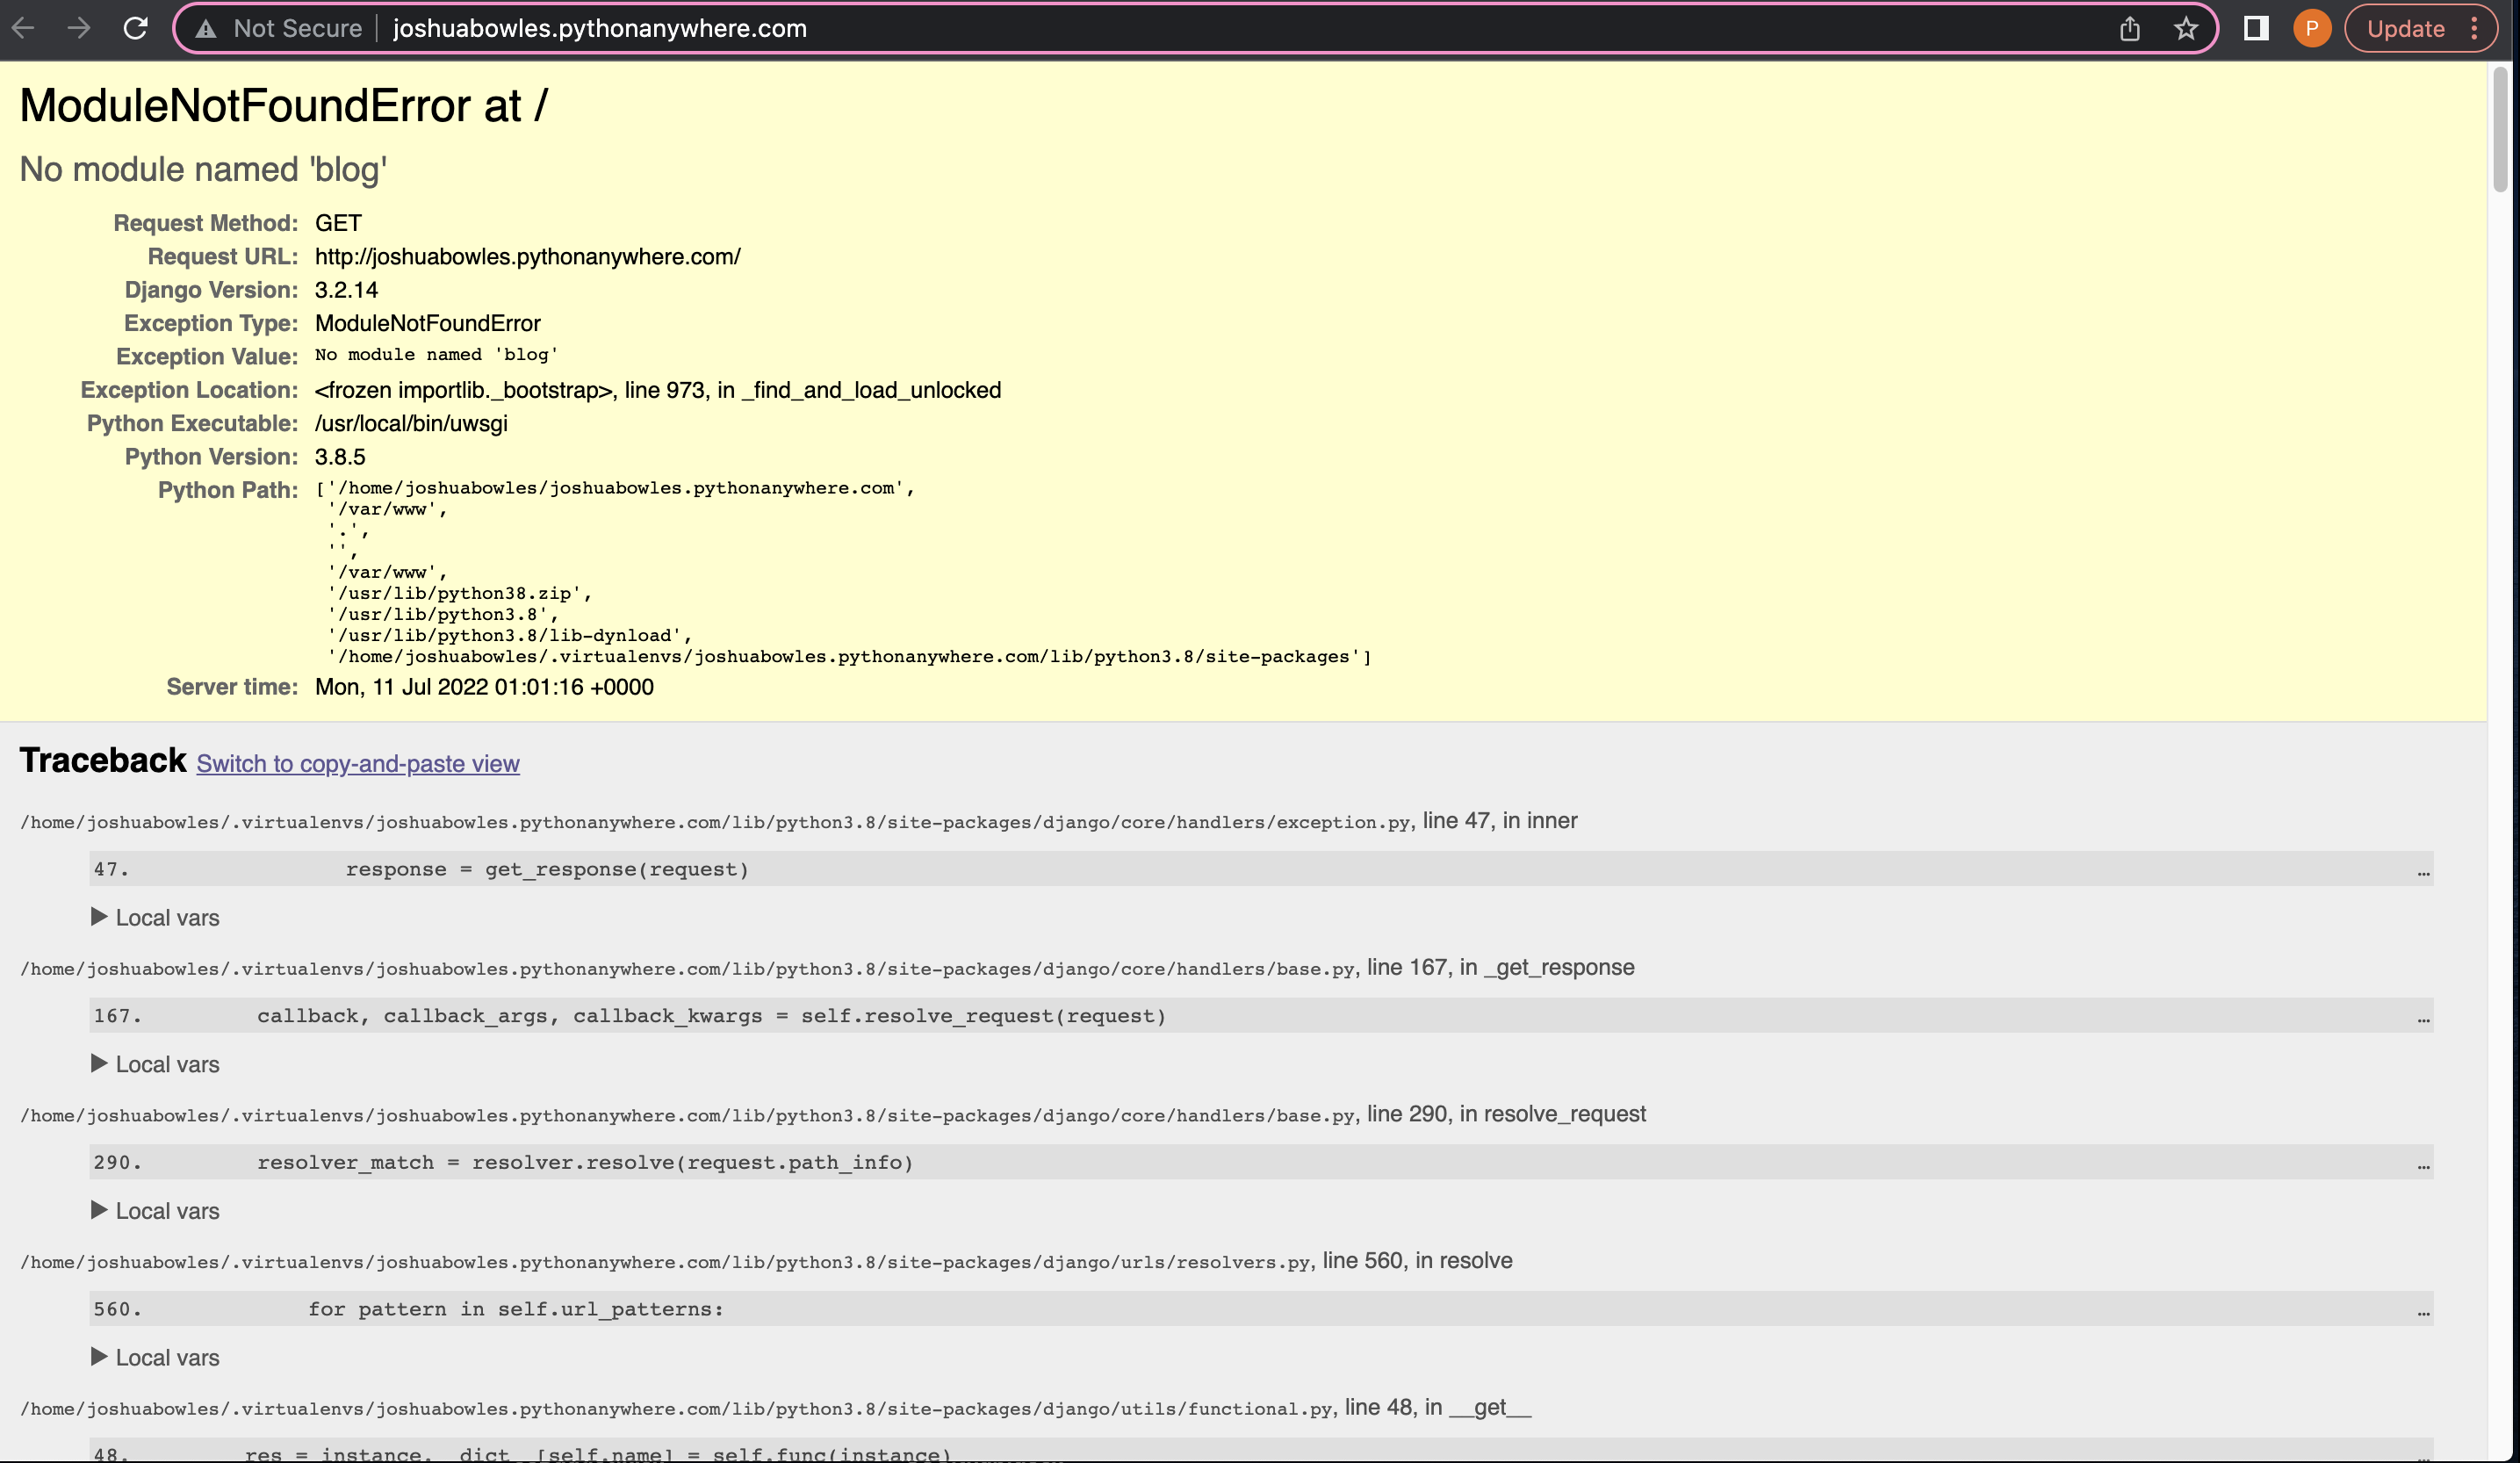 Not Secure joshuabowles.pythonanywhere.com P Update
ModuleNotFoundError at /
No module named 'blog'
Request Method: GET
Request URL: http://joshuabowles.pythonanywhere.com/
Django Version: 3.2.14
Exception Type: ModuleNotFoundError
Exception Value: No module named 'blog'
Exception Location: <frozen importlib._bootstrap>, line 973, in _find_and_load_unlocked
Python Executable: /usr/local/bin/uwsgi
Python Version: 3.8.5
Python Path: ['/home/joshuabowles/joshuabowles.pythonanywhere.com',
'/var/www',
'.',
'',
'/var/www',
'/usr/lib/python38.zip',
'/usr/lib/python3.8',
'/usr/lib/python3.8/lib-dynload',
'/home/joshuabowles/.virtualenvs/joshuabowles.pythonanywhere.com/lib/python3.8/site-packages']
Server time: Mon, 11 Jul 2022 01:01:16 +0000
Traceback Switch to copy-and-paste view
/home/joshuabowles/.virtualenvs/joshuabowles.pythonanywhere.com/lib/python3.8/site-packages/django/core/handlers/exception.py, line 47, in inner
47. response = get_response(request) …
Local vars
/home/joshuabowles/.virtualenvs/joshuabowles.pythonanywhere.com/lib/python3.8/site-packages/django/core/handlers/base.py, line 167, in _get_response
167. callback, callback_args, callback_kwargs = self.resolve_request(request) …
Local vars
/home/joshuabowles/.virtualenvs/joshuabowles.pythonanywhere.com/lib/python3.8/site-packages/django/core/handlers/base.py, line 290, in resolve_request
290. resolver_match = resolver.resolve(request.path_info) …
Local vars
/home/joshuabowles/.virtualenvs/joshuabowles.pythonanywhere.com/lib/python3.8/site-packages/django/urls/resolvers.py, line 560, in resolve
560. for pattern in self.url_patterns: …
Local vars
/home/joshuabowles/.virtualenvs/joshuabowles.pythonanywhere.com/lib/python3.8/site-packages/django/utils/functional.py, line 48, in __get__
48. res = instance.__dict__[self.name] = self.func(instance) …